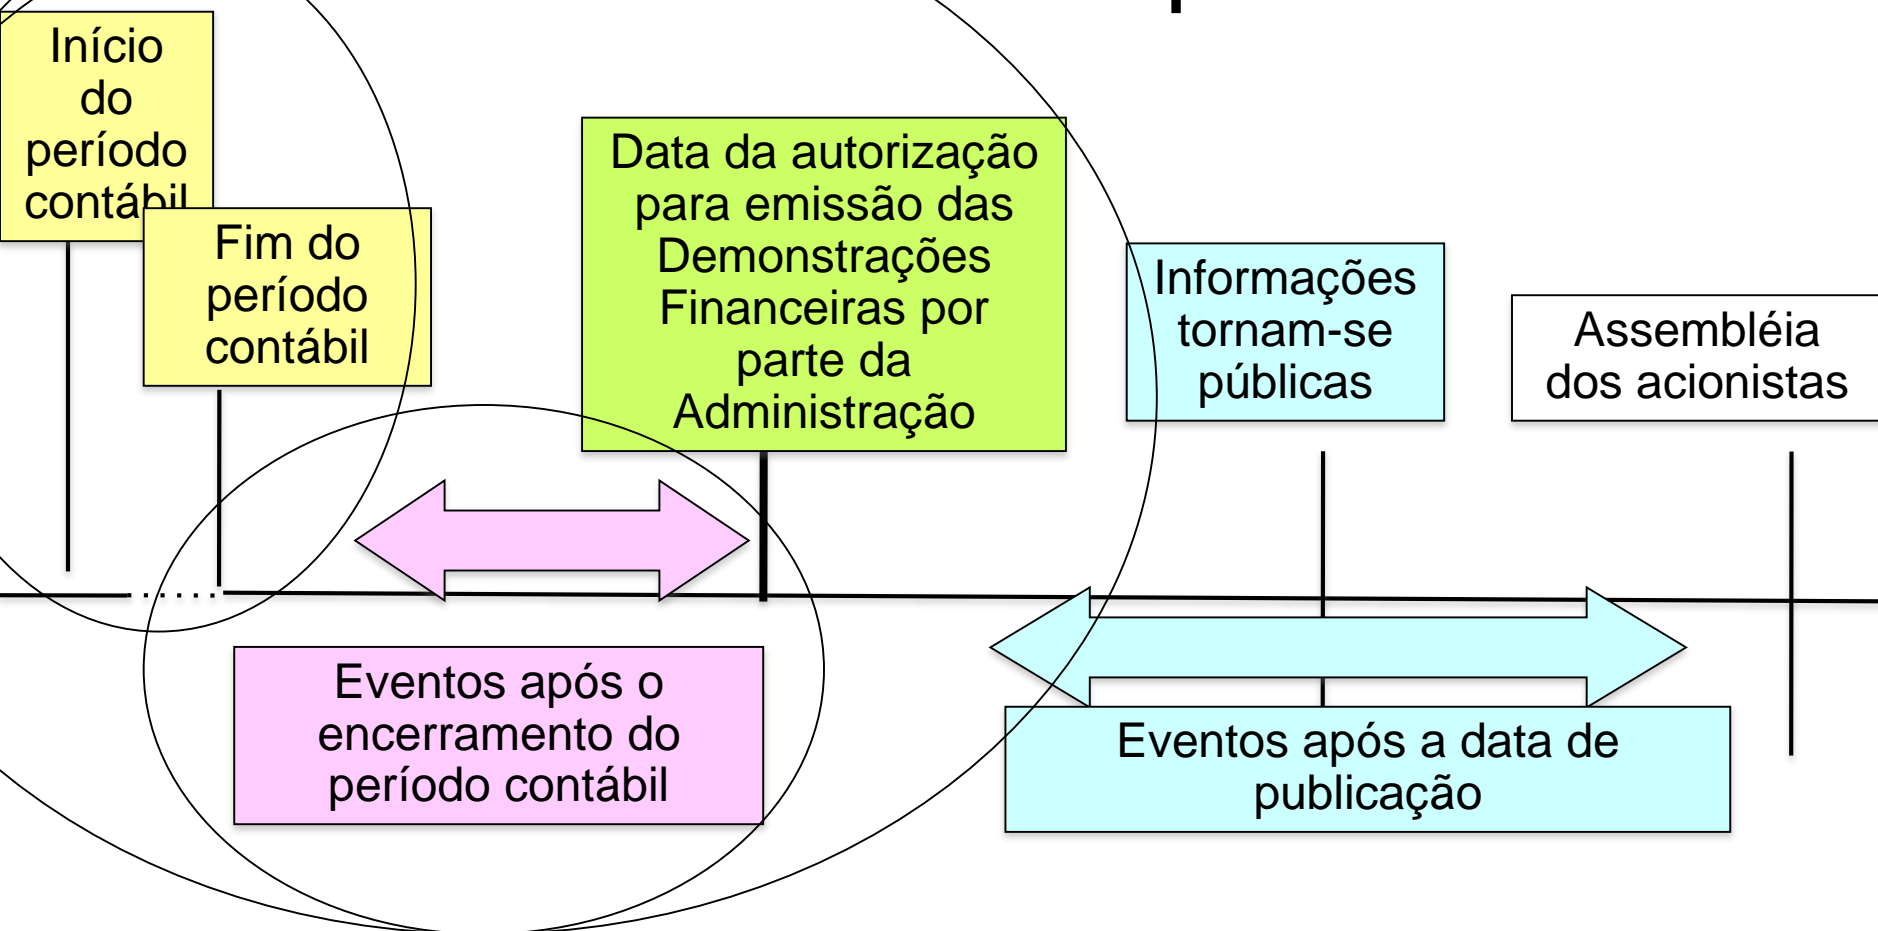 Início
do
período
contábil
Fim do
período
contábil
Data da autorização
para emissão das
Demonstrações
Financeiras por
parte da
Administração
Informações
tornam-se
públicas
Assembléia
dos acionistas
Eventos após o
encerramento do
período contábil
Eventos após a data de
publicação